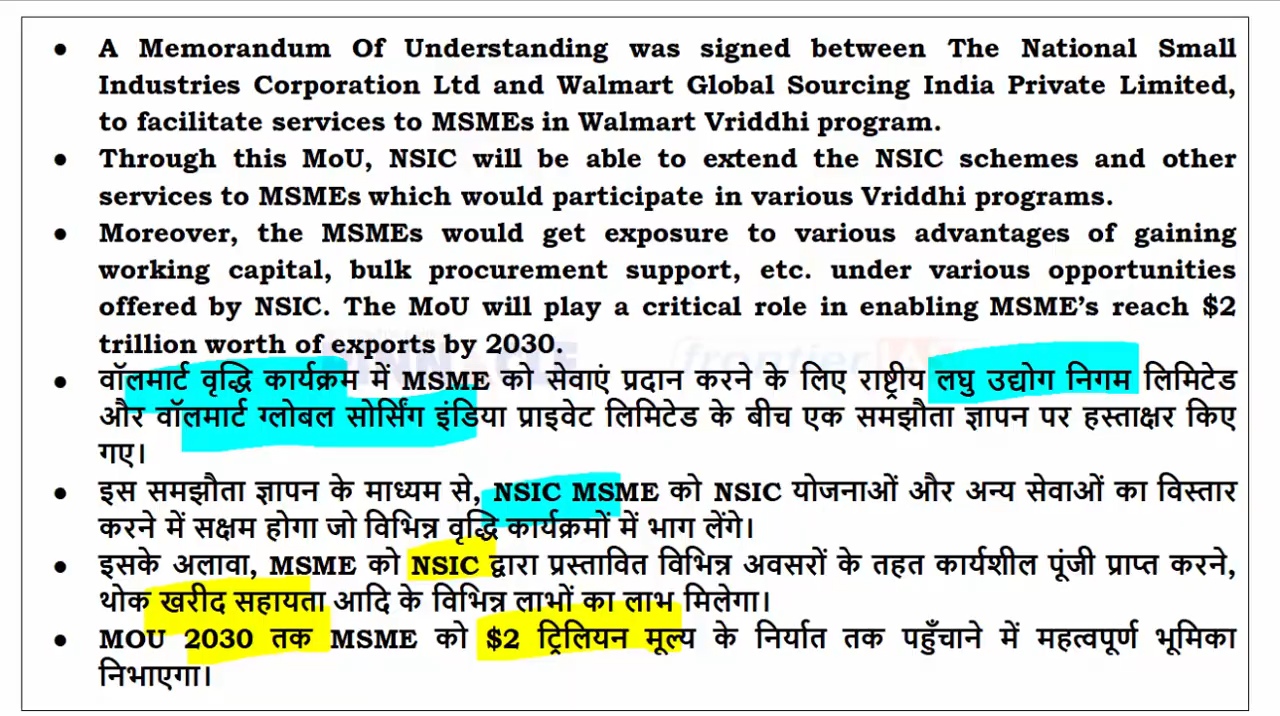 ● A Memorandum Of Understanding was signed between The National Small
Industries Corporation Ltd and Walmart Global Sourcing India Private Limited,
to facilitate services to MSMEs in Walmart Vriddhi program.
● Through this MoU, NSIC will be able to extend the NSIC schemes and other
services to MSMEs which would participate in various Vriddhi programs.
● Moreover, the MSMEs would get exposure to various advantages of gaining
working capital, bulk procurement support, etc. under various opportunities
offered by NSIC. The MoU will play a critical role in enabling MSME’s reach $2
trillion worth of exports by 2030.
● वॉलमार्ट वृद्धि कार्यक्रम में MSME को सेवाएं प्रदान करने के लिए राष्ट्रीय लघु उद्योग निगम लिमिटेड
और वॉलमार्ट ग्लोबल सोर्सिंग इंडिया प्राइवेट लिमिटेड के बीच एक समझौता ज्ञापन पर हस्ताक्षर किए
गए।
● इस समझौता ज्ञापन के माध्यम से, NSIC MSME को NSIC योजनाओं और अन्य सेवाओं का विस्तार
करने में सक्षम होगा जो विभिन्न वृद्धि कार्यक्रमों में भाग लेंगे।
● इसके अलावा, MSME को NSIC द्वारा प्रस्तावित विभिन्न अवसरों के तहत कार्यशील पूंजी प्राप्त करने,
थोक खरीद सहायता आदि के विभिन्न लाभों का लाभ मिलेगा।
● MOU 2030 तक MSME को $2 ट्रिलियन मूल्य के निर्यात तक पहुँचाने में महत्वपूर्ण भूमिका
निभाएगा।